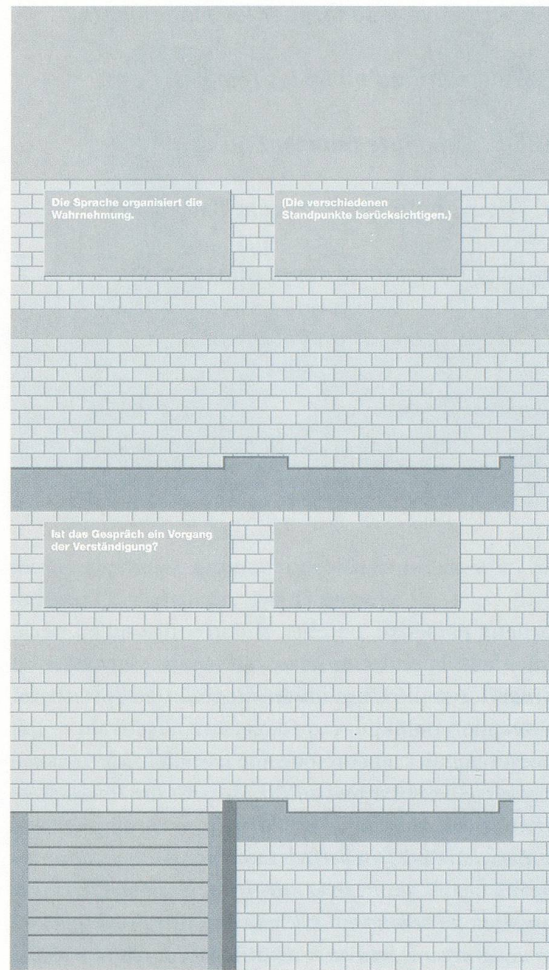 Die Sprache organisiert die
Wahrnehmung.
(Die verschiedenen
Standpunkte berücksichtigen.)
Ist das Gespräch ein Vorgang
der Verständigung?